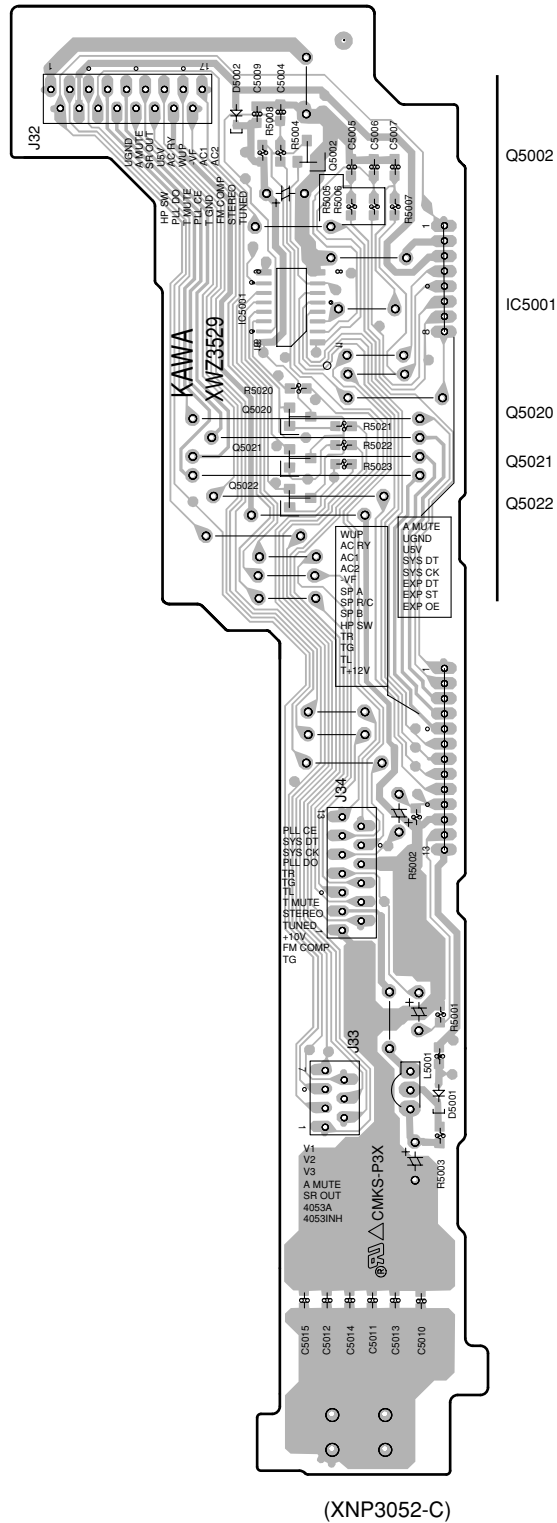 1
17
J32
UGND
A MUTE
SR OUT
U5V
AC RY
WUP
-VF
AC1
AC2
HP SW
PLL DO
T MUTE
PLL CE
T GND
FM COMP
STEREO
TUNED
D5002
C5009
C5004
R5008
R5004
Q5002
C5005
C5006
C5007
R5005
R5006
R5007
1
8
Q5002
+
9
8
IC5001
IC5001
KAWA
XWZ3529
R5020
Q5020
R5021
Q5020
Q5021
R5022
Q5021
R5023
Q5022
Q5022
WUP
AC RY
AC1
AC2
-VF
SP A
SP R/C
SP B
HP SW
TR
TG
TL
T+12V
A MUTE
UGND
U5V
SYS DT
SYS CK
EXP DT
EXP ST
EXP OE
1
13
J34
13
PLL CE
SYS DT
SYS CK
PLL DO
TR
TG
TL
T MUTE
STEREO
TUNED
+10V
FM COMP
TG
1
+
R5002
+
R5001
J33
7
1
L5001
D5001
R5003
+
V1
V2
V3
A MUTE
SR OUT
4053A
4053INH
CMKS-P3X
C5015
C5012
C5014
C5011
C5013
C5010
(XNP3052-C)